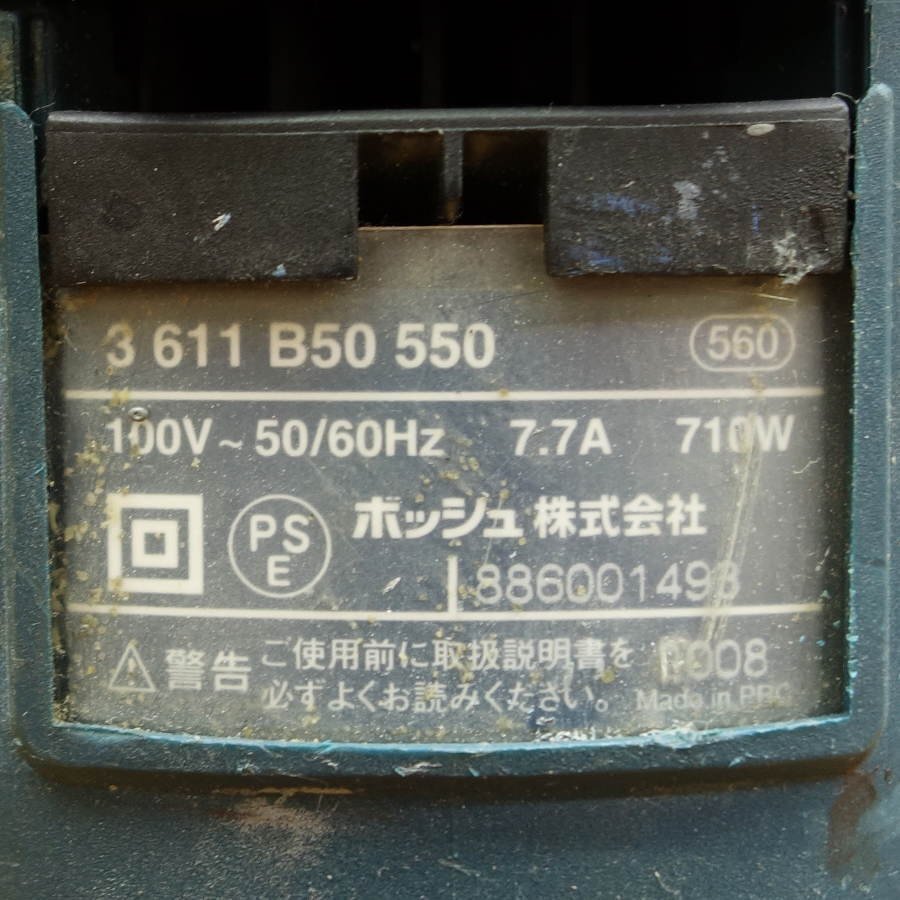 3 611 B50 550 560
100V ~ 50/60Hz 7.7A 710W
PS
E
ボッシュ 株式会社
886001498
警告 ご使用前に取扱説明書を
必ずよくお読みください。
Made in PRC